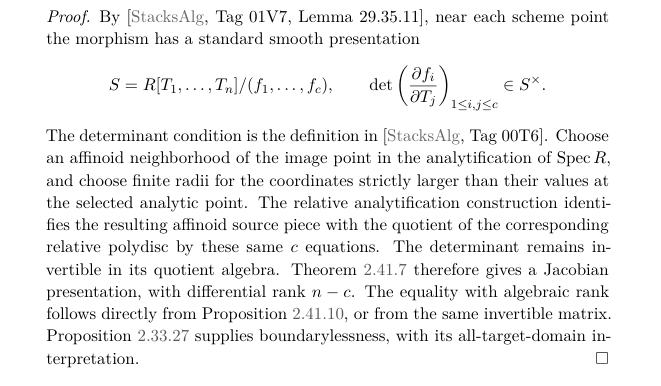 Proof. By [StacksAlg, Tag 01V7, Lemma 29.35.11], near each scheme point
the morphism has a standard smooth presentation
S = R[T₁, . . . , Tₙ]/(f₁, . . . , f_c),   det (∂fᵢ/∂Tⱼ)_{1≤i,j≤c} ∈ S^×.
The determinant condition is the definition in [StacksAlg, Tag 00T6]. Choose
an affinoid neighborhood of the image point in the analytification of Spec R,
and choose finite radii for the coordinates strictly larger than their values at
the selected analytic point. The relative analytification construction identi-
fies the resulting affinoid source piece with the quotient of the corresponding
relative polydisc by these same c equations. The determinant remains in-
vertible in its quotient algebra. Theorem 2.41.7 therefore gives a Jacobian
presentation, with differential rank n − c. The equality with algebraic rank
follows directly from Proposition 2.41.10, or from the same invertible matrix.
Proposition 2.33.27 supplies boundarylessness, with its all-target-domain in-
terpretation. □